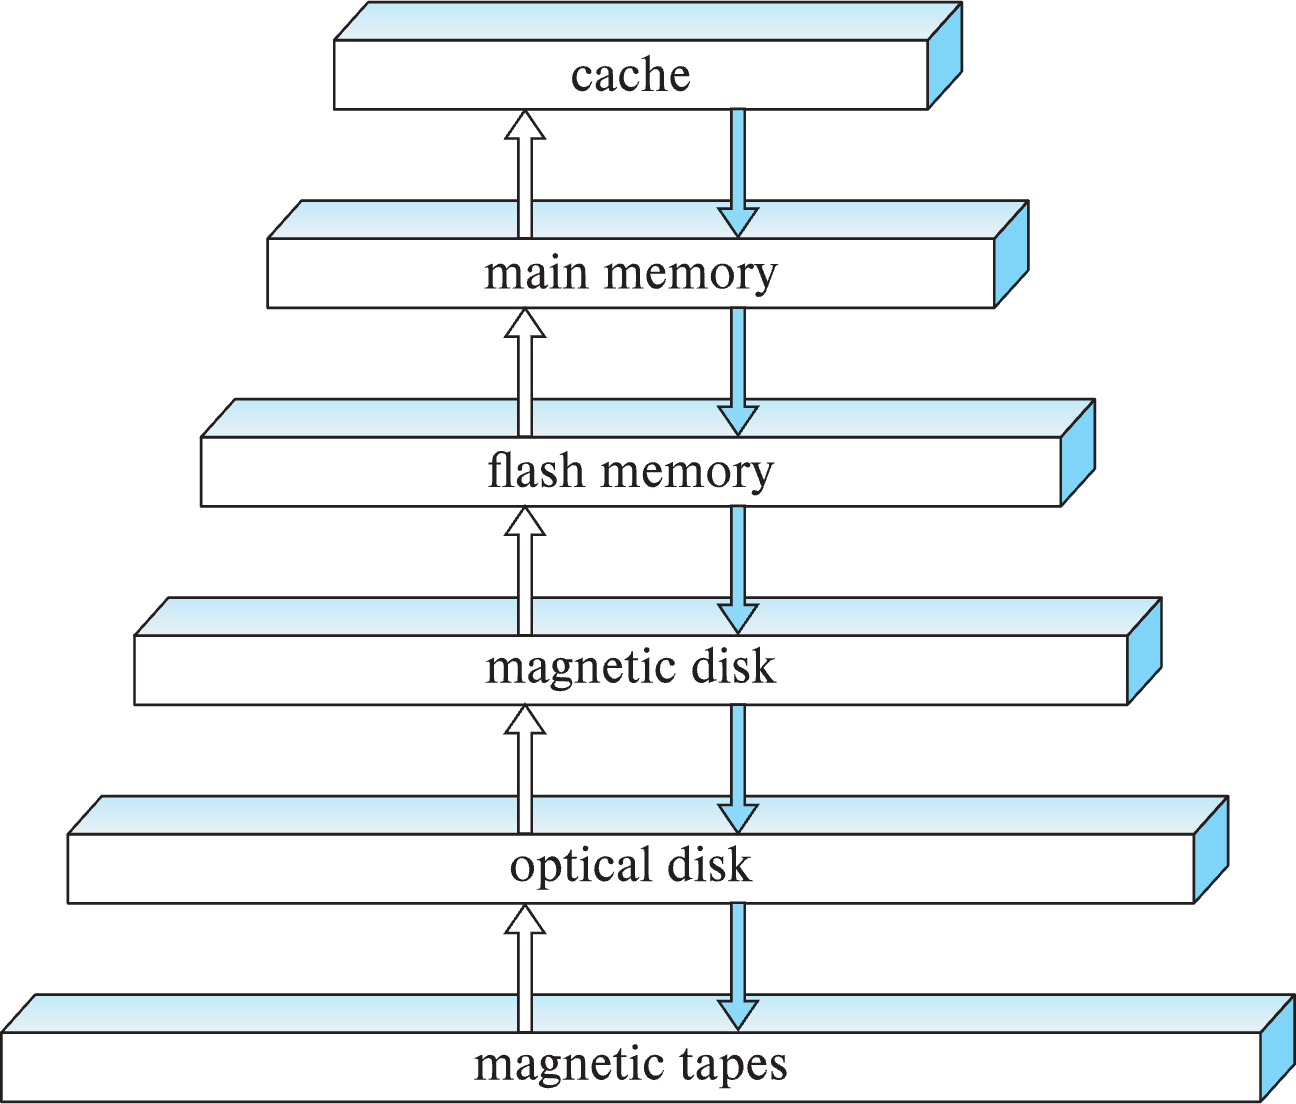 cache
main memory
flash memory
magnetic disk
optical disk
magnetic tapes